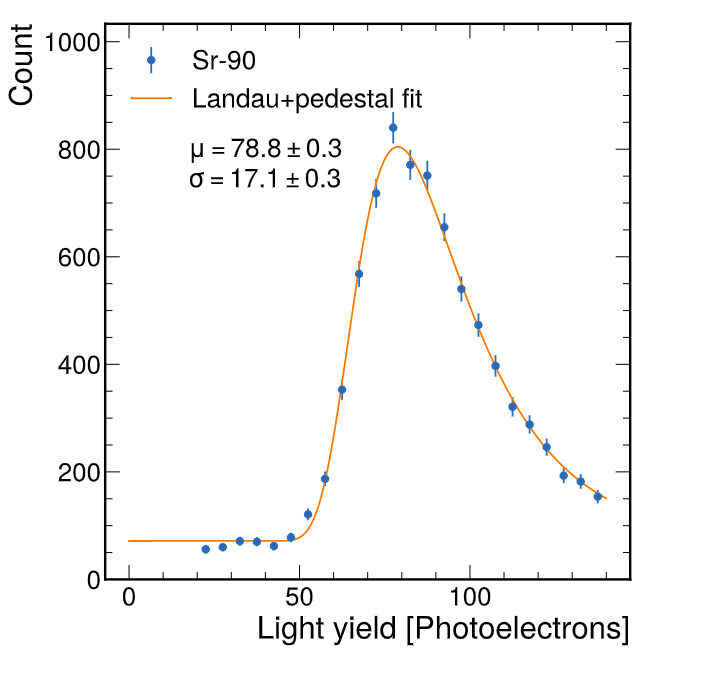 Count
1000
800
600
400
200
0
Sr-90
Landau+pedestal fit
μ = 78.8 ± 0.3
σ = 17.1 ± 0.3
0 50 100
Light yield [Photoelectrons]